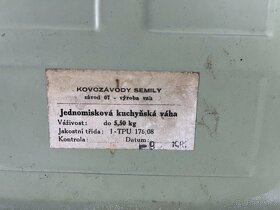 KOVOZÁVODY SEMILY
závod 07 - výroba vah
Jednomisková kuchyňská váha
Váživost: do 5,50 kg
Jakostní třída: 1-TPU 176/08
Kontrola: Datum: